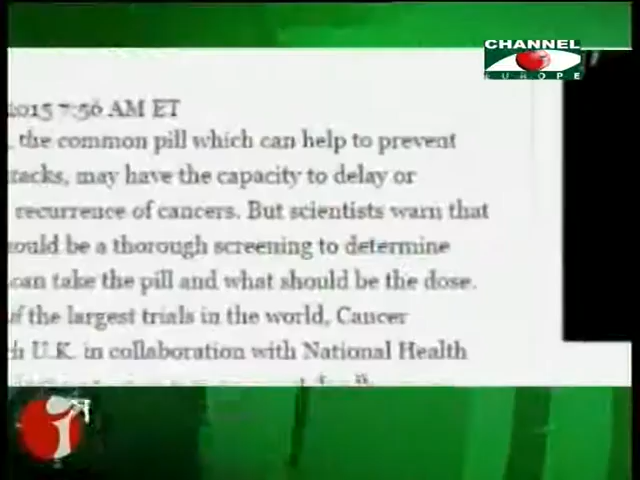 CHANNEL
EUROPE
2015 7:56 AM ET
, the common pill which can help to prevent
tacks, may have the capacity to delay or
recurrence of cancers. But scientists warn that
ould be a thorough screening to determine
can take the pill and what should be the dose.
of the largest trials in the world, Cancer
h U.K. in collaboration with National Health